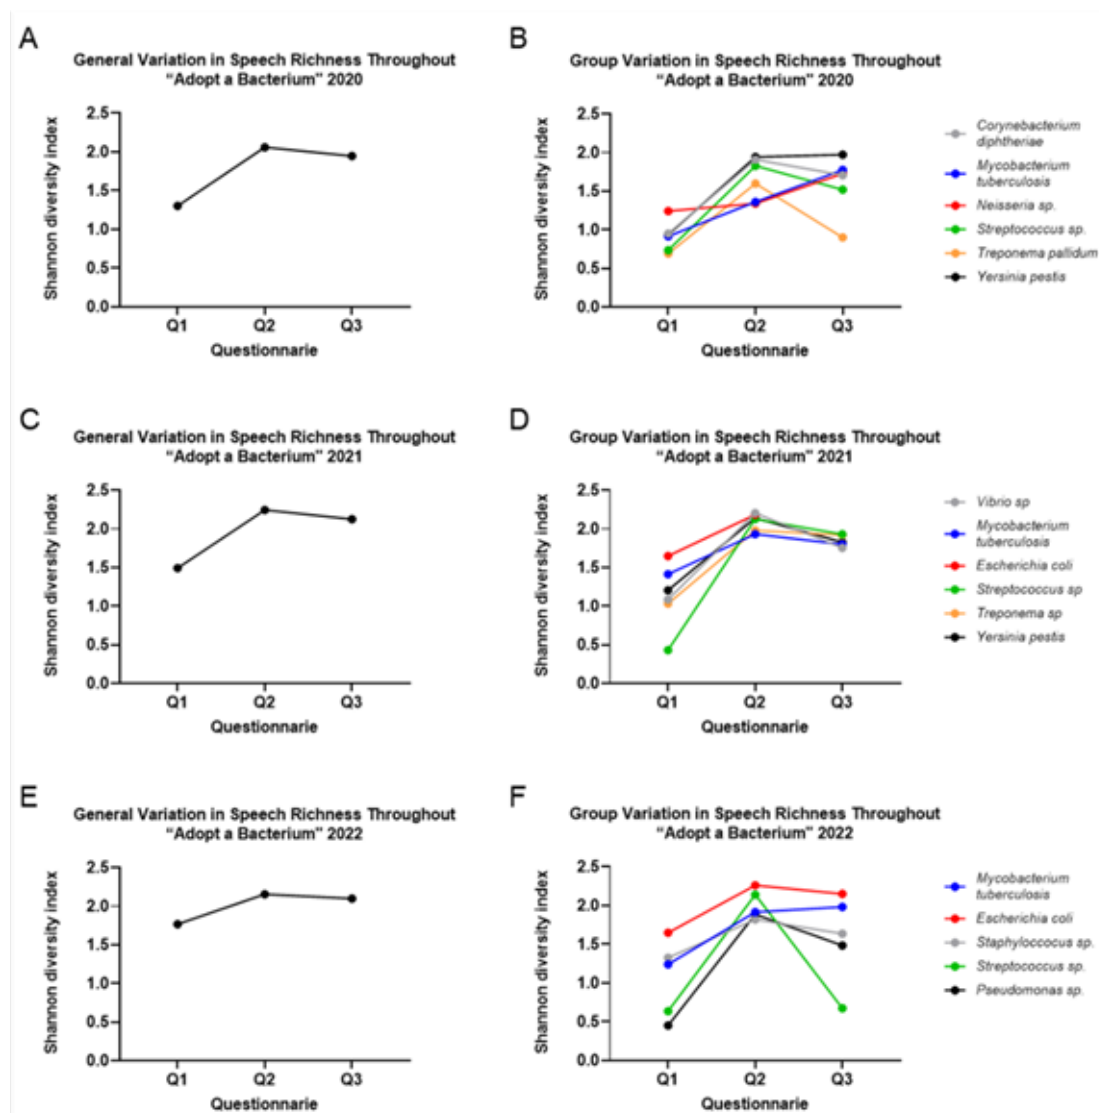 A
General Variation in Speech Richness Throughout
“Adopt a Bacterium” 2020
Shannon diversity index
2.5
2.0
1.5
1.0
0.5
0.0
Q1 Q2 Q3
Questionnarie
B
Group Variation in Speech Richness Throughout
“Adopt a Bacterium” 2020
Shannon diversity index
2.5
2.0
1.5
1.0
0.5
0.0
Q1 Q2 Q3
Questionnarie
Corynebacterium
diphtheriae
Mycobacterium
tuberculosis
Neisseria sp.
Streptococcus sp.
Treponema pallidum
Yersinia pestis
C
General Variation in Speech Richness Throughout
“Adopt a Bacterium” 2021
Shannon diversity index
2.5
2.0
1.5
1.0
0.5
0.0
Q1 Q2 Q3
Questionnarie
D
Group Variation in Speech Richness Throughout
“Adopt a Bacterium” 2021
Shannon diversity index
2.5
2.0
1.5
1.0
0.5
0.0
Q1 Q2 Q3
Questionnarie
Vibrio sp
Mycobacterium
tuberculosis
Escherichia coli
Streptococcus sp
Treponema sp
Yersinia pestis
E
General Variation in Speech Richness Throughout
“Adopt a Bacterium” 2022
Shannon diversity index
2.5
2.0
1.5
1.0
0.5
0.0
Q1 Q2 Q3
Questionnarie
F
Group Variation in Speech Richness Throughout
“Adopt a Bacterium” 2022
Shannon diversity index
2.5
2.0
1.5
1.0
0.5
0.0
Q1 Q2 Q3
Questionnarie
Mycobacterium
tuberculosis
Escherichia coli
Staphyloccocus sp.
Streptococcus sp.
Pseudomonas sp.